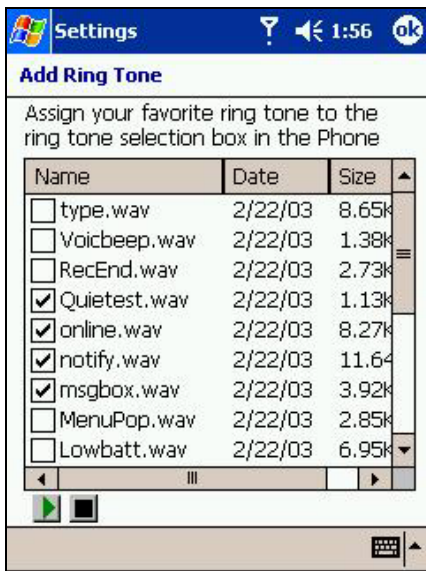 Settings 1:56 ok
Add Ring Tone
Assign your favorite ring tone to the
ring tone selection box in the Phone
Name Date Size
type.wav 2/22/03 8.65k
Voicbeep.wav 2/22/03 1.38k
RecEnd.wav 2/22/03 2.73k
Quietest.wav 2/22/03 1.13k
online.wav 2/22/03 8.27k
notify.wav 2/22/03 11.64
msgbox.wav 2/22/03 3.92k
MenuPop.wav 2/22/03 2.85k
Lowbatt.wav 2/22/03 6.95k